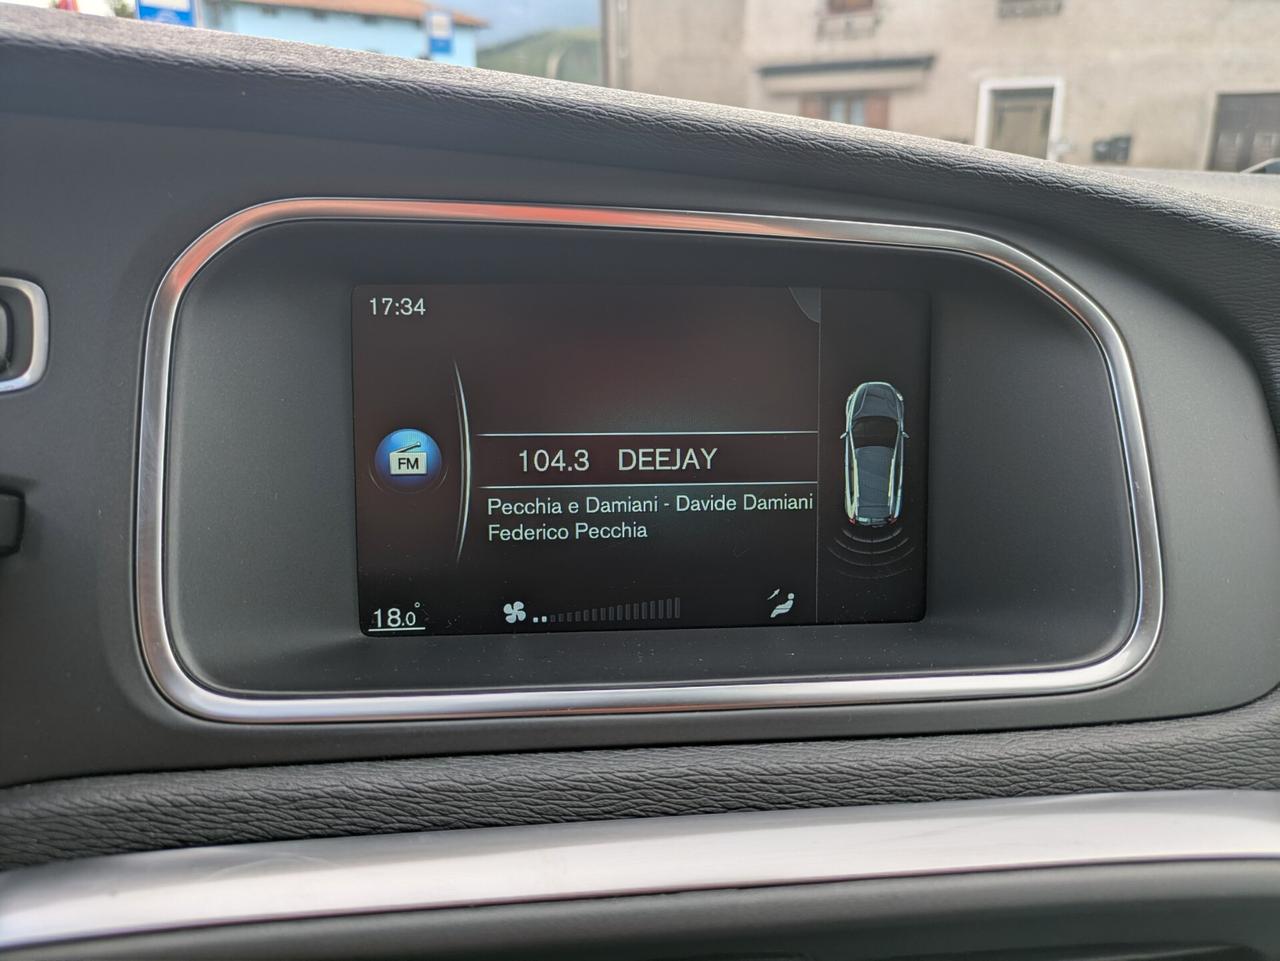 17:34
FM
104.3 DEEJAY
Pecchia e Damiani - Davide Damiani
Federico Pecchia
18.0°